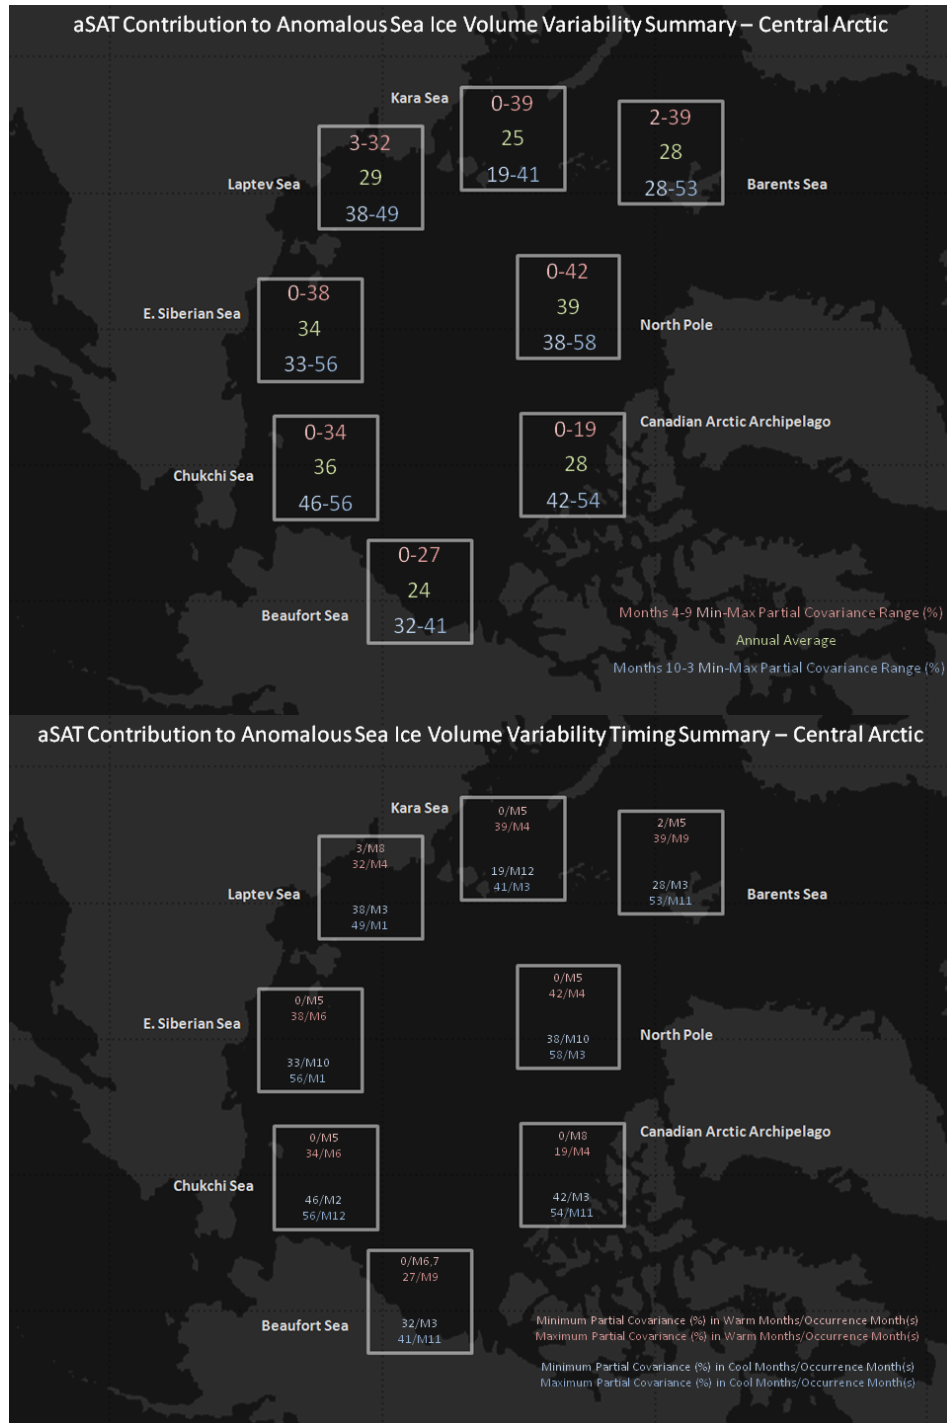 aSAT Contribution to Anomalous Sea Ice Volume Variability Summary – Central Arctic
Kara Sea
0-39
25
19-41
2-39
28
28-53
Barents Sea
Laptev Sea
3-32
29
38-49
E. Siberian Sea
0-38
34
33-56
0-42
39
38-58
North Pole
Chukchi Sea
0-34
36
46-56
0-19
28
42-54
Canadian Arctic Archipelago
Beaufort Sea
0-27
24
32-41
Months 4-9 Min-Max Partial Covariance Range (%)
Annual Average
Months 10-3 Min-Max Partial Covariance Range (%)
aSAT Contribution to Anomalous Sea Ice Volume Variability Timing Summary – Central Arctic
Kara Sea
0/M5
39/M4
19/M12
41/M3
2/M5
39/M9
28/M3
53/M11
Barents Sea
Laptev Sea
3/M8
32/M4
38/M3
49/M1
E. Siberian Sea
0/M5
38/M6
33/M10
56/M1
0/M5
42/M4
38/M10
58/M3
North Pole
Chukchi Sea
0/M5
34/M6
46/M2
56/M12
0/M8
19/M4
42/M3
54/M11
Canadian Arctic Archipelago
Beaufort Sea
0/M6,7
27/M9
32/M3
41/M11
Minimum Partial Covariance (%) in Warm Months/Occurrence Month(s)
Maximum Partial Covariance (%) in Warm Months/Occurrence Month(s)
Minimum Partial Covariance (%) in Cool Months/Occurrence Month(s)
Maximum Partial Covariance (%) in Cool Months/Occurrence Month(s)